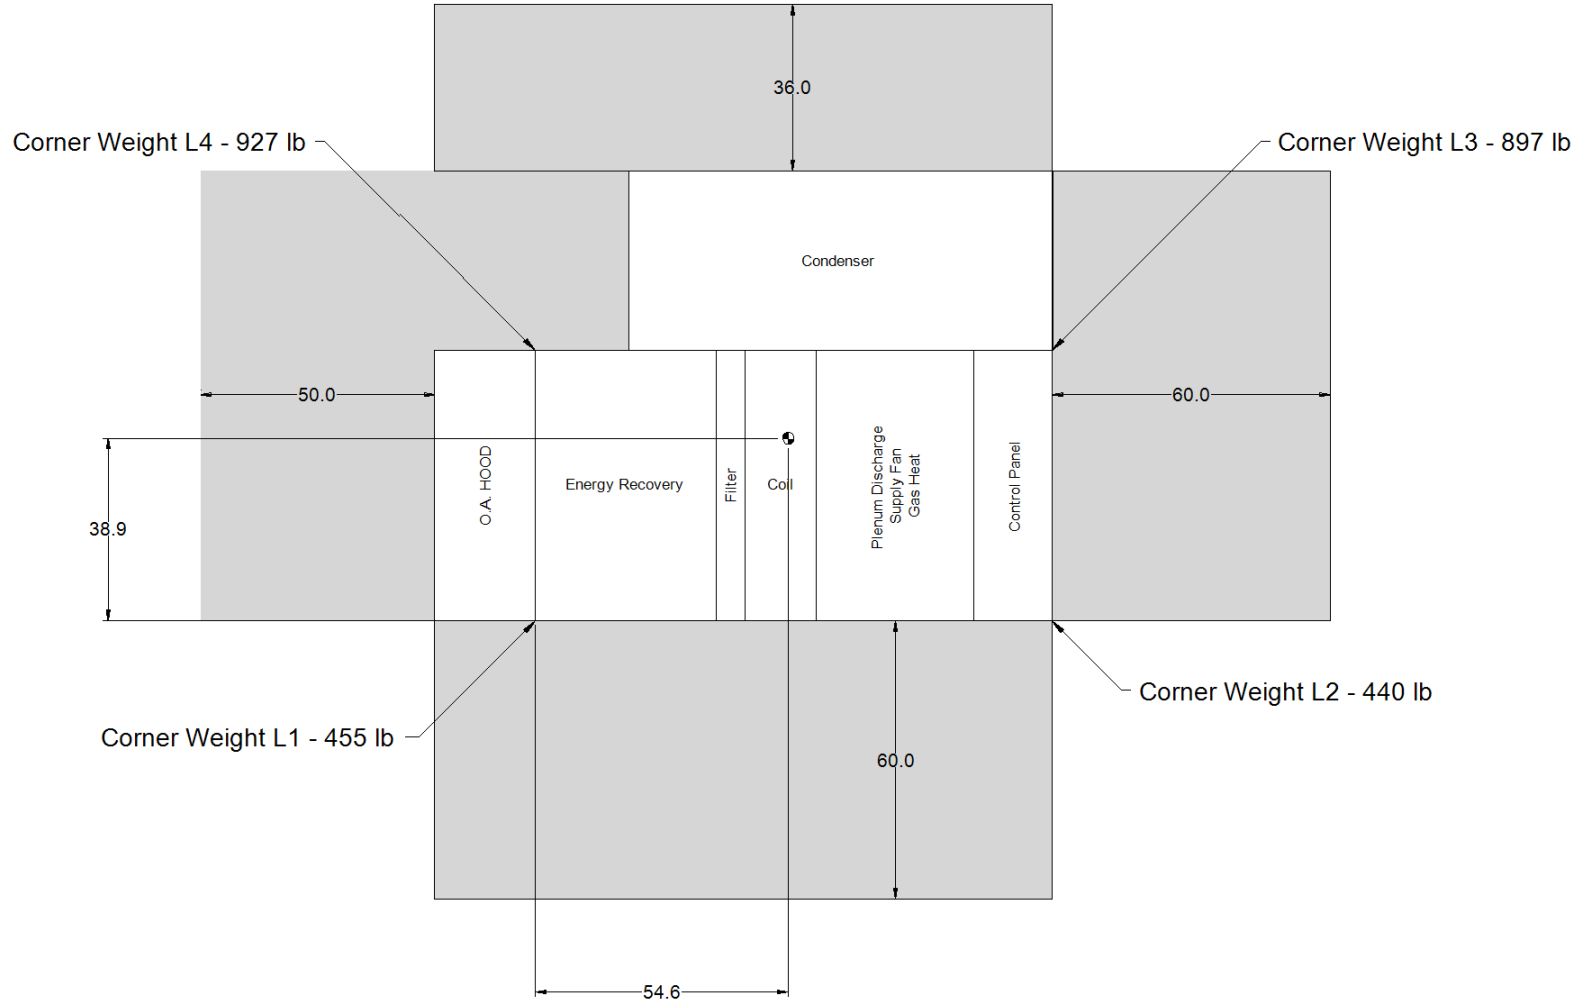 36.0
Corner Weight L4 - 927 lb
Corner Weight L3 - 897 lb
Condenser
50.0
60.0
O.A. HOOD
Energy Recovery
Filter
Coil
Plenum Discharge
Supply Fan
Gas Heat
Control Panel
38.9
Corner Weight L2 - 440 lb
Corner Weight L1 - 455 lb
60.0
54.6